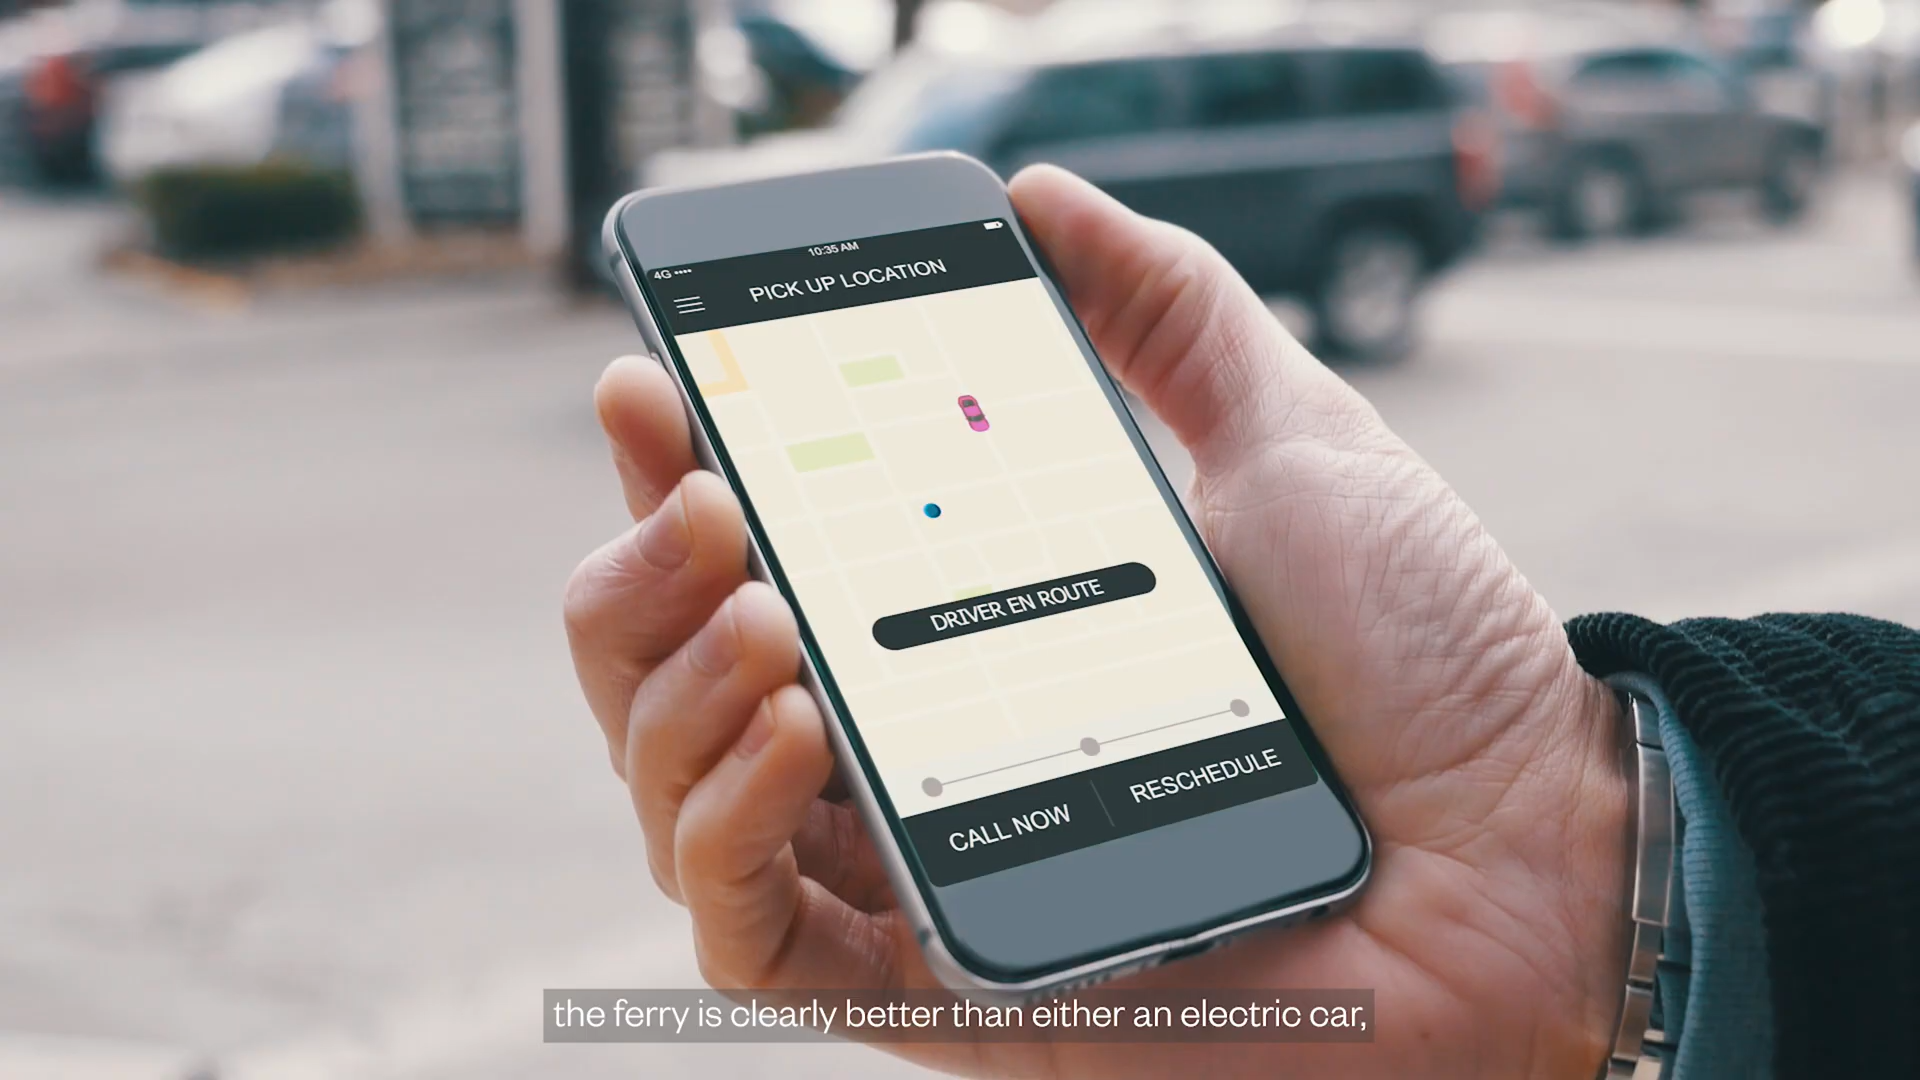 4G
10:35 AM
PICK UP LOCATION
DRIVER EN ROUTE
CALL NOW
RESCHEDULE
the ferry is clearly better than either an electric car,